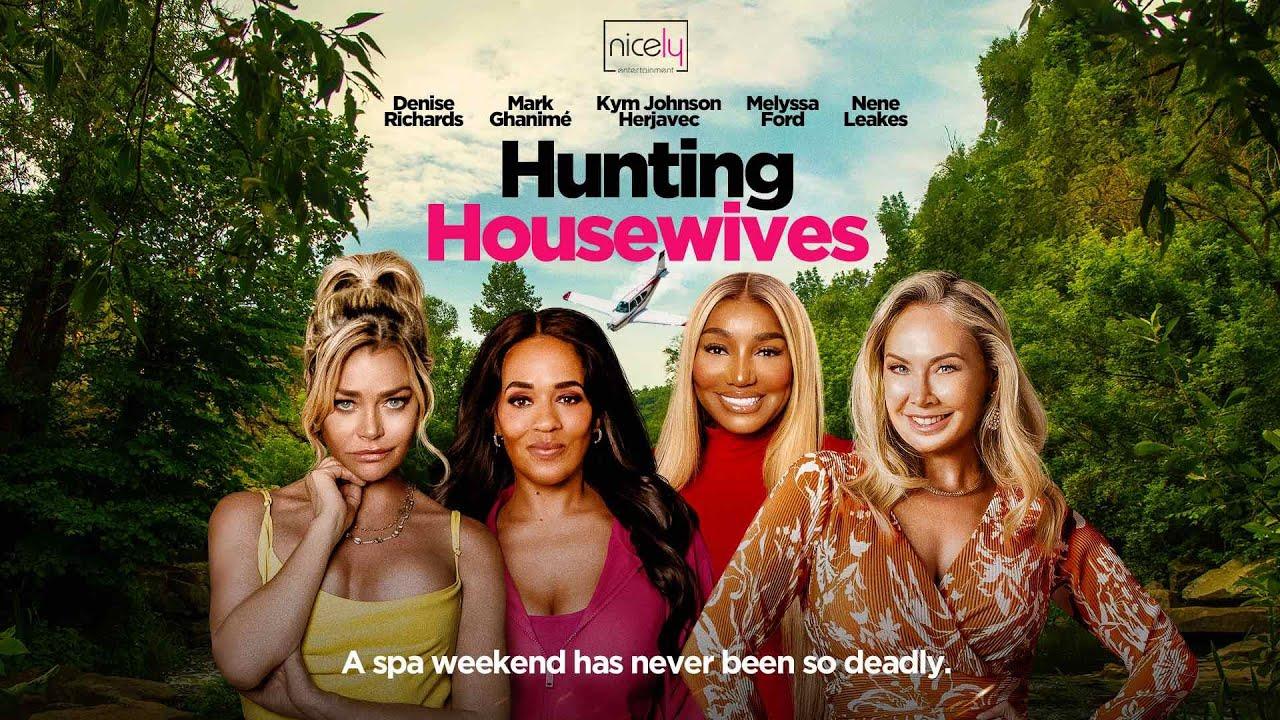 nicely
entertainment
Denise Mark Kym Johnson Melyssa Nene
Richards Ghanimé Herjavec Ford Leakes
Hunting
Housewives
A spa weekend has never been so deadly.